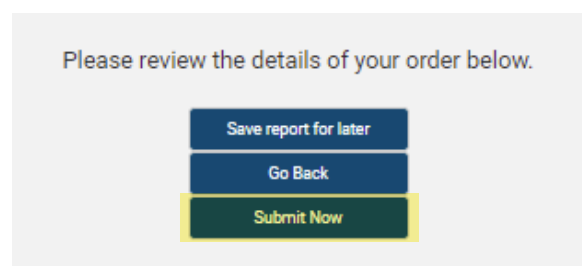 Please review the details of your order below.
Save report for later
Go Back
Submit Now